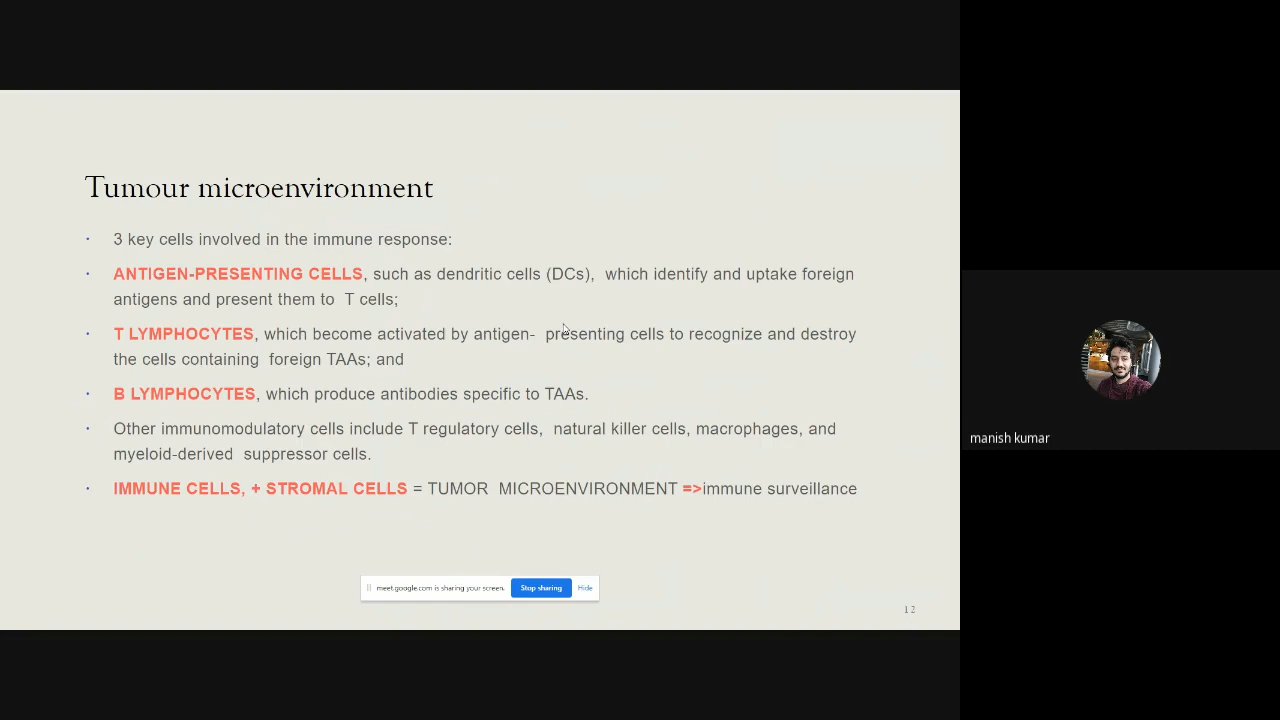 Tumour microenvironment
• 3 key cells involved in the immune response:
• ANTIGEN-PRESENTING CELLS, such as dendritic cells (DCs), which identify and uptake foreign
antigens and present them to T cells;
• T LYMPHOCYTES, which become activated by antigen- presenting cells to recognize and destroy
the cells containing foreign TAAs; and
• B LYMPHOCYTES, which produce antibodies specific to TAAs.
• Other immunomodulatory cells include T regulatory cells, natural killer cells, macrophages, and
myeloid-derived suppressor cells.
• IMMUNE CELLS, + STROMAL CELLS = TUMOR MICROENVIRONMENT =>immune surveillance
meet.google.com is sharing your screen. Stop sharing Hide
12
manish kumar